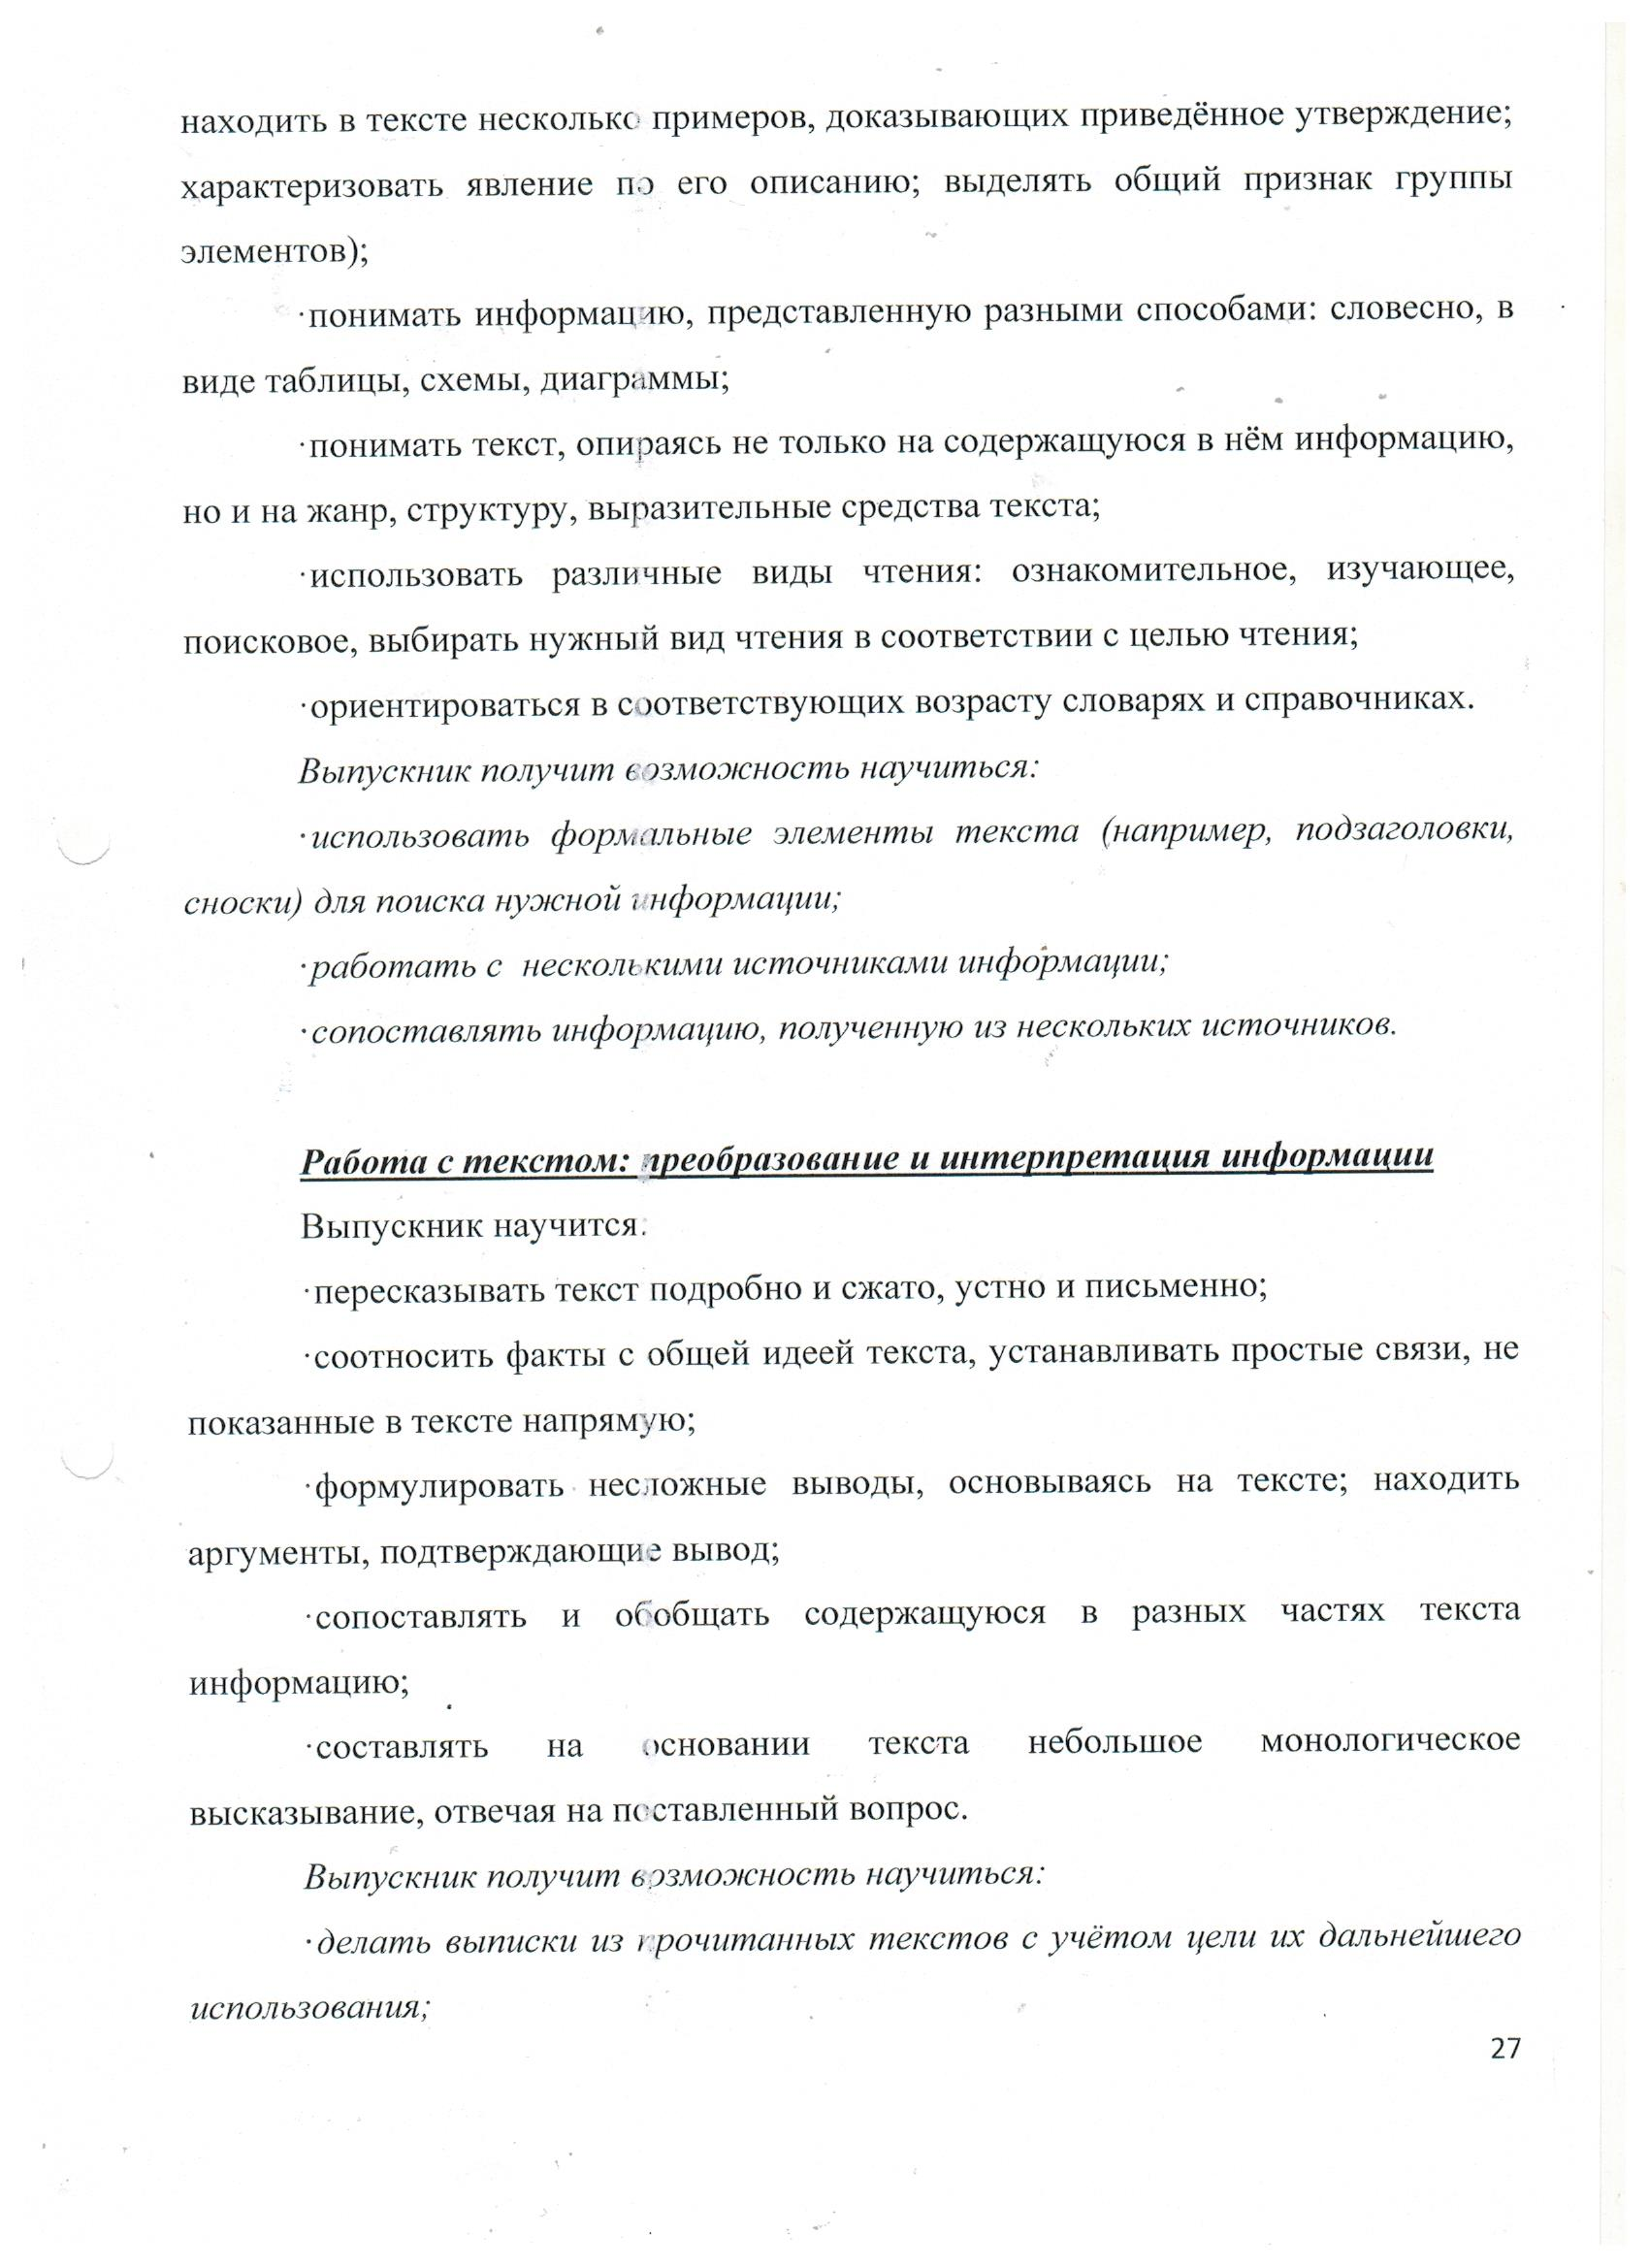 находить в тексте несколько примеров, доказывающих приведённое утверждение;
характеризовать явление по его описанию; выделять общий признак группы
элементов);
·понимать информацию, представленную разными способами: словесно, в
виде таблицы, схемы, диаграммы;
·понимать текст, опираясь не только на содержащуюся в нём информацию,
но и на жанр, структуру, выразительные средства текста;
·использовать различные виды чтения: ознакомительное, изучающее,
поисковое, выбирать нужный вид чтения в соответствии с целью чтения;
·ориентироваться в соответствующих возрасту словарях и справочниках.
Выпускник получит возможность научиться:
·использовать формальные элементы текста (например, подзаголовки,
сноски) для поиска нужной информации;
·работать с несколькими источниками информации;
·сопоставлять информацию, полученную из нескольких источников.
Работа с текстом: преобразование и интерпретация информации
Выпускник научится:
·пересказывать текст подробно и сжато, устно и письменно;
·соотносить факты с общей идеей текста, устанавливать простые связи, не
показанные в тексте напрямую;
·формулировать несложные выводы, основываясь на тексте; находить
аргументы, подтверждающие вывод;
·сопоставлять и обобщать содержащуюся в разных частях текста
информацию;
·составлять на основании текста небольшое монологическое
высказывание, отвечая на поставленный вопрос.
Выпускник получит возможность научиться:
·делать выписки из прочитанных текстов с учётом цели их дальнейшего
использования;
27